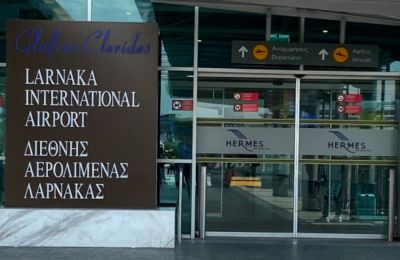 Glafcos Clerides
LARNAKA
INTERNATIONAL
AIRPORT
ΔΙΕΘΝΗΣ
ΑΕΡΟΛΙΜΕΝΑΣ
ΛΑΡΝΑΚΑΣ
Αναχωρήσεις
Departures
Αφίξεις
Arrivals
HERMES
HERMES